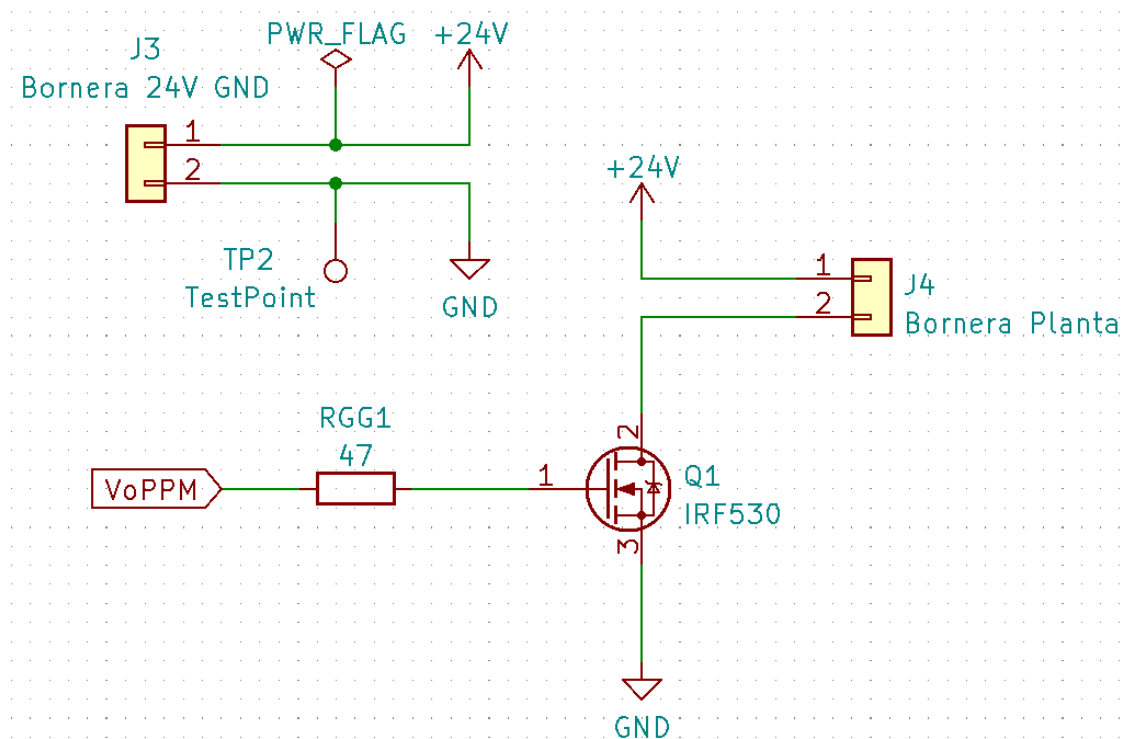 PWR_FLAG
+24V
J3
Bornera 24V GND
1
2
TP2
TestPoint
GND
+24V
1
2
J4
Bornera Planta
RGG1
47
VoPPM
1
2
3
Q1
IRF530
GND